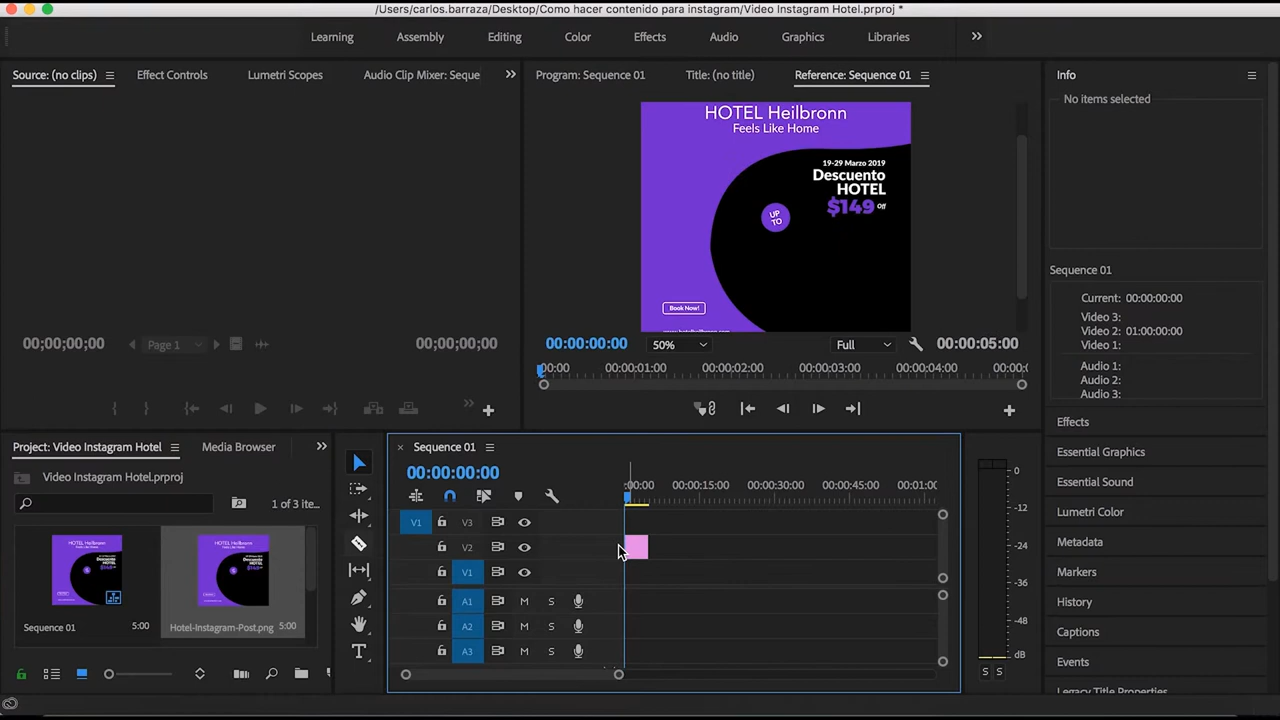 /Users/carlos.barraza/Desktop/Como hacer contenido para instagram/Video Instagram Hotel.prproj *
Learning Assembly Editing Color Effects Audio Graphics Libraries
Source: (no clips) Effect Controls Lumetri Scopes Audio Clip Mixer: Seque
Program: Sequence 01 Title: (no title) Reference: Sequence 01
Info
No items selected
HOTEL Heilbronn
Feels Like Home
19-29 Marzo 2019
Descuento
HOTEL
$149 Off
UP
TO
Book Now!
Sequence 01
Current: 00:00:00:00
Video 3:
Video 2: 01:00:00:00
Video 1:
Audio 1:
Audio 2:
Audio 3:
00;00;00;00 Page 1 00;00;00;00
00:00:00:00 50% Full 00:00:05:00
:00:00 00:00:01:00 00:00:02:00 00:00:03:00 00:00:04:00 00:00:
Project: Video Instagram Hotel Media Browser
Video Instagram Hotel.prproj
1 of 3 ite...
Sequence 01 5:00
Hotel-Instagram-Post.png 5:00
Sequence 01
00:00:00:00
:00:00 00:00:15:00 00:00:30:00 00:00:45:00 00:01:0
V1 V3
V2
V1
A1 M S
A2 M S
A3 M S
0
-12
-24
-36
-48
dB
S S
Effects
Essential Graphics
Essential Sound
Lumetri Color
Metadata
Markers
History
Captions
Events
Legacy Title Properties